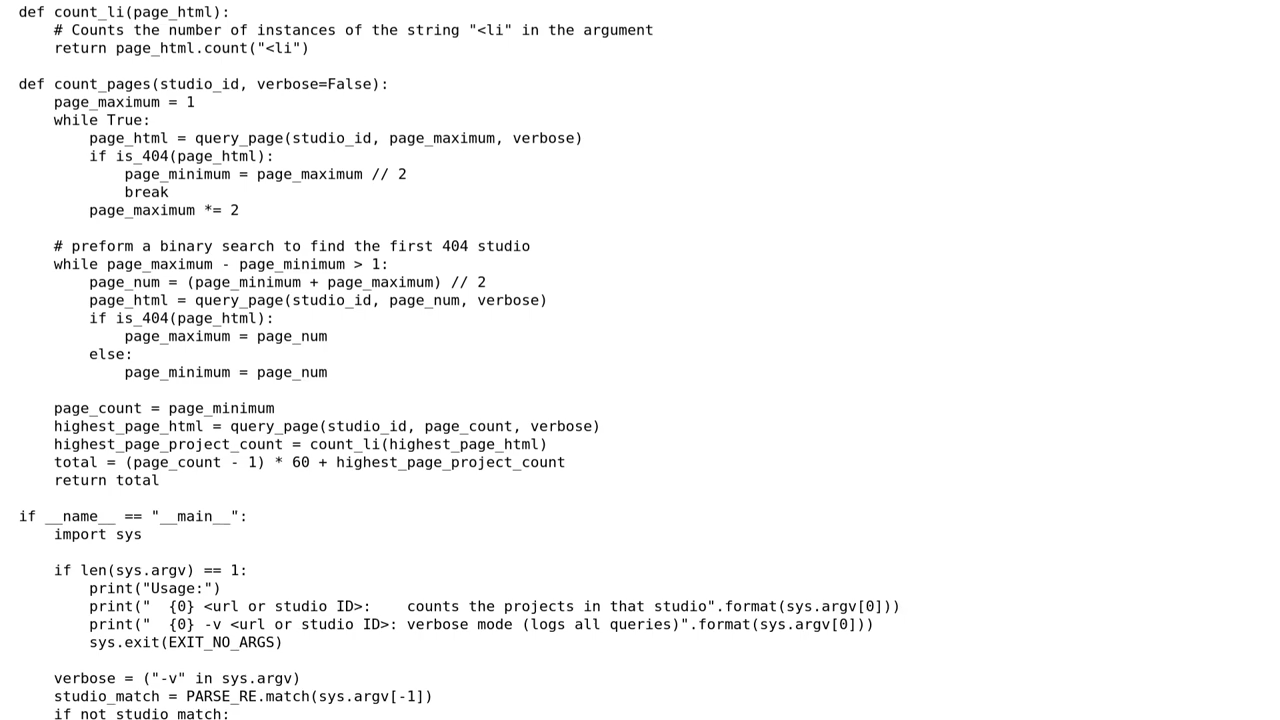 def count_li(page_html):
    # Counts the number of instances of the string "<li" in the argument
    return page_html.count("<li")

def count_pages(studio_id, verbose=False):
    page_maximum = 1
    while True:
        page_html = query_page(studio_id, page_maximum, verbose)
        if is_404(page_html):
            page_minimum = page_maximum // 2
            break
        page_maximum *= 2

    # preform a binary search to find the first 404 studio
    while page_maximum - page_minimum > 1:
        page_num = (page_minimum + page_maximum) // 2
        page_html = query_page(studio_id, page_num, verbose)
        if is_404(page_html):
            page_maximum = page_num
        else:
            page_minimum = page_num

    page_count = page_minimum
    highest_page_html = query_page(studio_id, page_count, verbose)
    highest_page_project_count = count_li(highest_page_html)
    total = (page_count - 1) * 60 + highest_page_project_count
    return total

if __name__ == "__main__":
    import sys

    if len(sys.argv) == 1:
        print("Usage:")
        print("  {0} <url or studio ID>:    counts the projects in that studio".format(sys.argv[0]))
        print("  {0} -v <url or studio ID>: verbose mode (logs all queries)".format(sys.argv[0]))
        sys.exit(EXIT_NO_ARGS)

    verbose = ("-v" in sys.argv)
    studio_match = PARSE_RE.match(sys.argv[-1])
    if not studio_match: